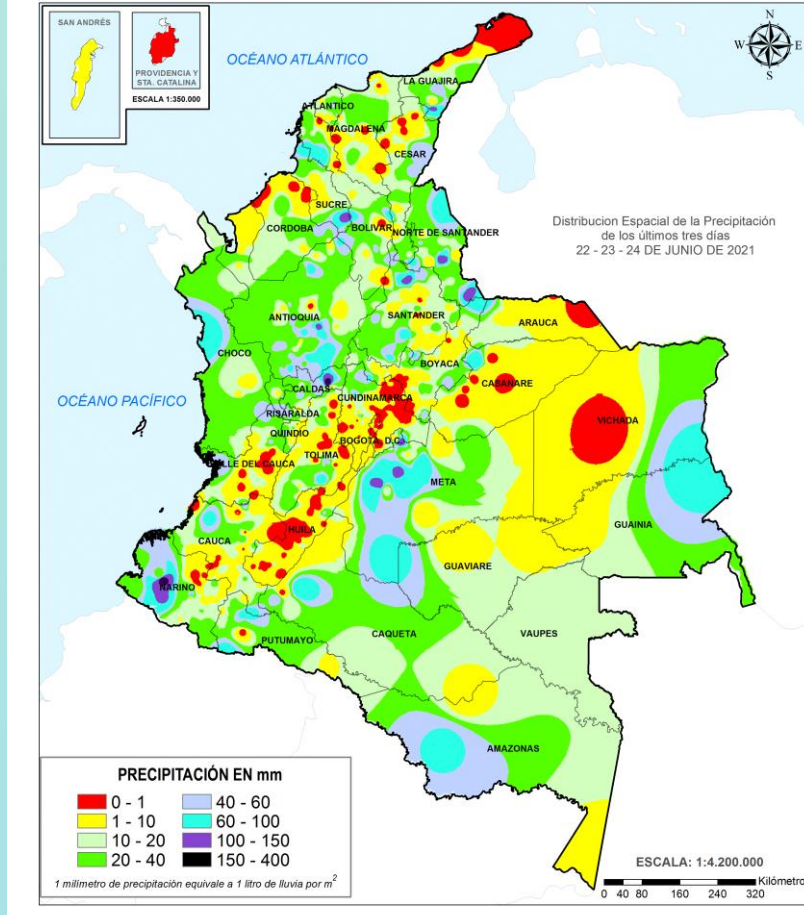 SAN ANDRÉS
PROVIDENCIA Y
STA. CATALINA
ESCALA 1:350.000
OCÉANO ATLÁNTICO
N
W
E
S
LA GUAJIRA
ATLANTICO
MAGDALENA
CESAR
SUCRE
CORDOBA
BOLIVAR
NORTE DE SANTANDER
Distribucion Espacial de la Precipitación
de los últimos tres días
22 - 23 - 24 DE JUNIO DE 2021
ANTIOQUIA
SANTANDER
ARAUCA
CHOCO
BOYACA
CASANARE
CALDAS
CUNDINAMARCA
OCÉANO PACÍFICO
RISARALDA
VICHADA
QUINDIO
BOGOTA, D.C.
TOLIMA
VALLE DEL CAUCA
META
GUAINIA
CAUCA
HUILA
GUAVIARE
NARIÑO
PUTUMAYO
CAQUETA
VAUPES
AMAZONAS
PRECIPITACIÓN EN mm
0 - 1
40 - 60
1 - 10
60 - 100
10 - 20
100 - 150
20 - 40
150 - 400
1 milímetro de precipitación equivale a 1 litro de lluvia por m²
ESCALA: 1:4.200.000
Kilómetro
0 40 80 160 240 320